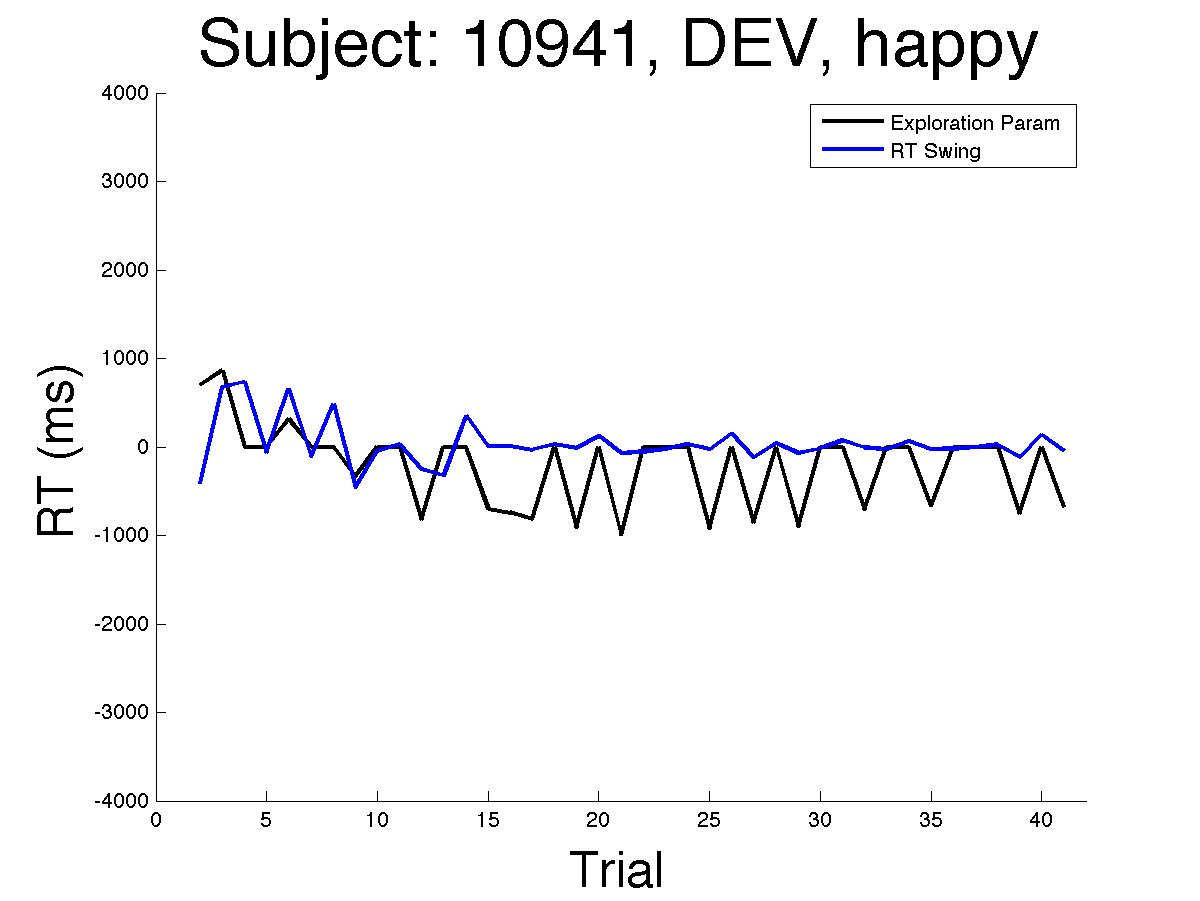 Subject: 10941, DEV, happy
Exploration Param
RT Swing
4000
3000
2000
1000
0
-1000
-2000
-3000
-4000
RT (ms)
0 5 10 15 20 25 30 35 40
Trial